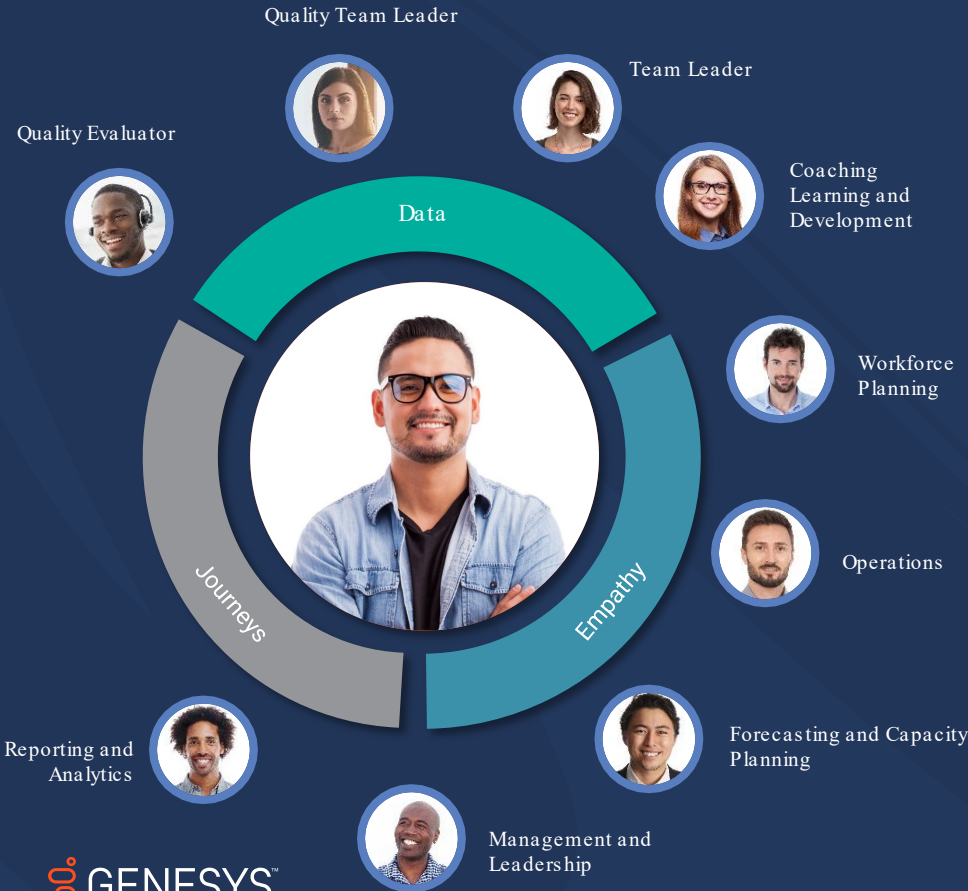 Quality Team Leader
Team Leader
Quality Evaluator
Coaching
Learning and
Development
Data
Workforce
Planning
Operations
Journeys
Empathy
Forecasting and Capacity
Planning
Reporting and
Analytics
Management and
Leadership
GENESYS™